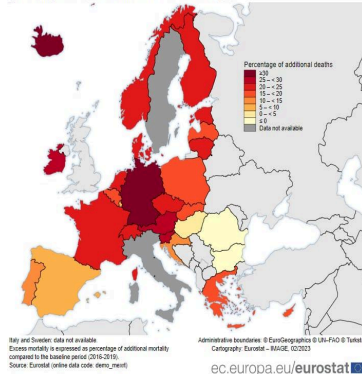 Percentage of additional deaths
≥30
25 – < 30
20 – < 25
15 – < 20
10 – < 15
5 – < 10
0 – < 5
≤ 0
Data not available
Italy and Sweden: data not available.
Excess mortality is expressed as percentage of additional mortality
compared to the baseline period (2016-2019).
Source: Eurostat (online data code: demo_mexrt)
Administrative boundaries: © EuroGeographics © UN–FAO © Turkst
Cartography: Eurostat – IMAGE, 02/2023
ec.europa.eu/eurostat